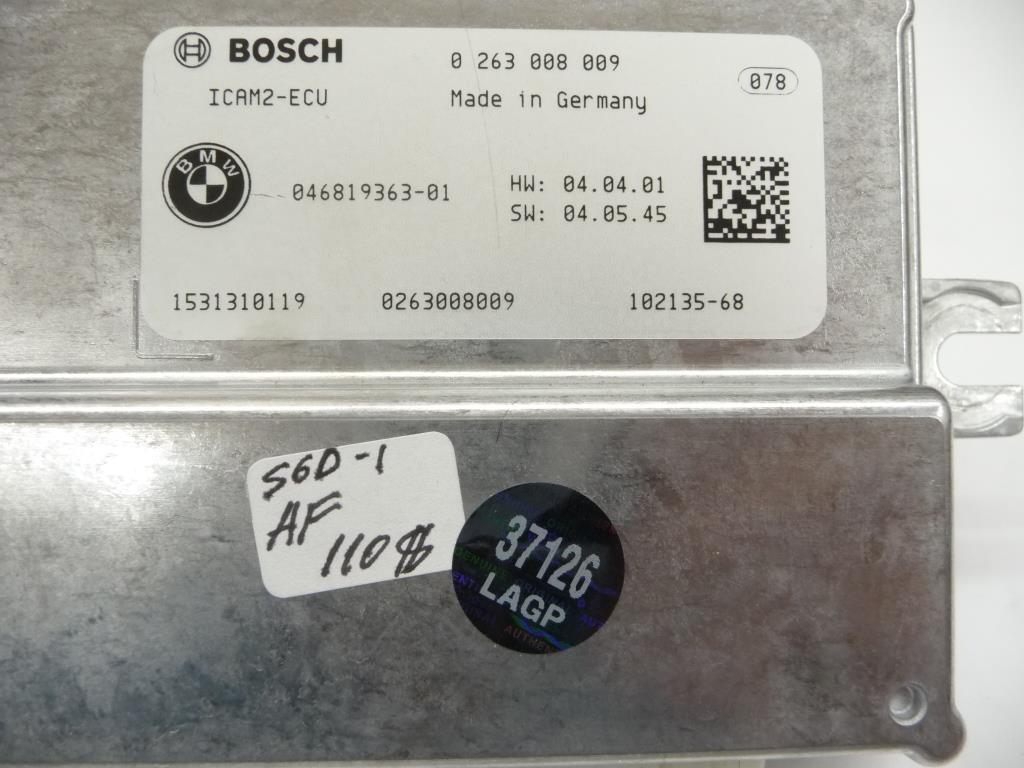 BOSCH
0 263 008 009
078
ICAM2-ECU
Made in Germany
BMW
046819363-01
HW: 04.04.01
SW: 04.05.45
1531310119
0263008009
102135-68
S6D-1
AF
110$
37126
LAGP